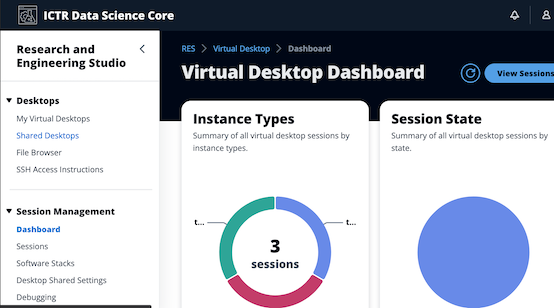 ICTR Data Science Core
Research and
Engineering Studio
Desktops
My Virtual Desktops
Shared Desktops
File Browser
SSH Access Instructions
Session Management
Dashboard
Sessions
Software Stacks
Desktop Shared Settings
Debugging
RES > Virtual Desktop > Dashboard
Virtual Desktop Dashboard
View Sessions
Instance Types
Summary of all virtual desktop sessions by
instance types.
t...
t...
3
sessions
Session State
Summary of all virtual desktop sessions by
state.